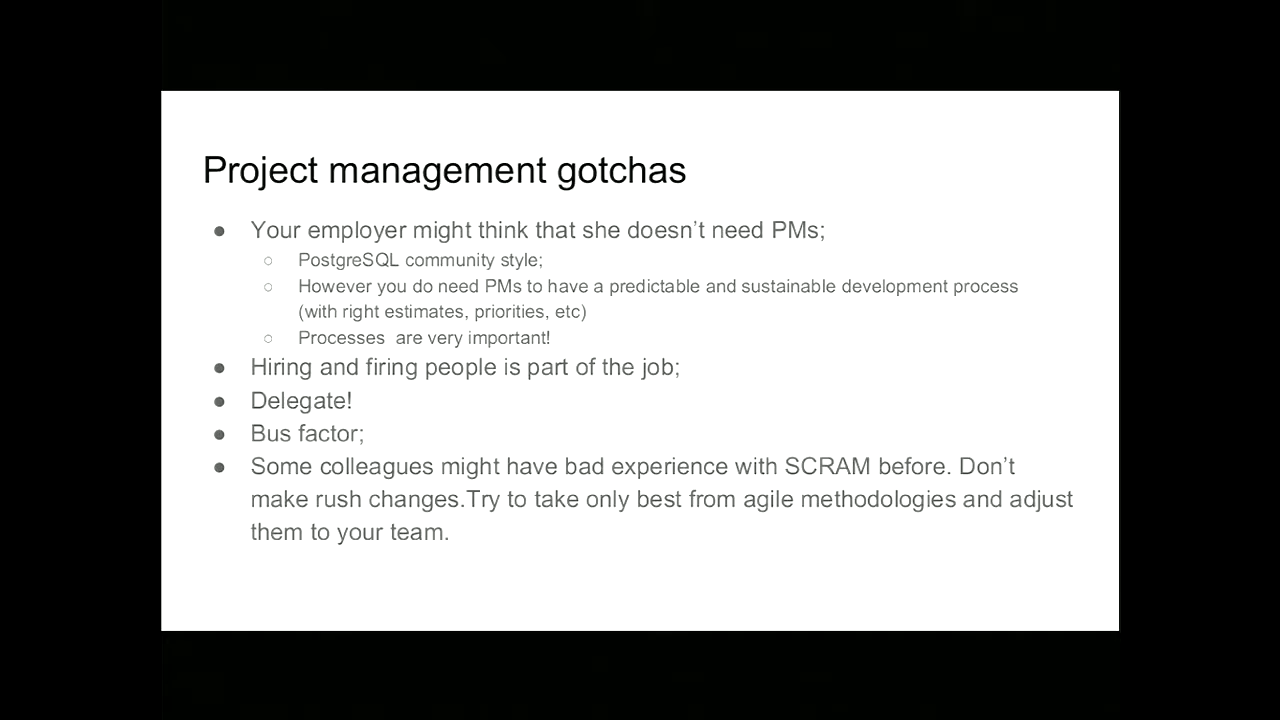 Project management gotchas
● Your employer might think that she doesn’t need PMs;
○ PostgreSQL community style;
○ However you do need PMs to have a predictable and sustainable development process
(with right estimates, priorities, etc)
○ Processes  are very important!
● Hiring and firing people is part of the job;
● Delegate!
● Bus factor;
● Some colleagues might have bad experience with SCRAM before. Don’t
make rush changes.Try to take only best from agile methodologies and adjust
them to your team.